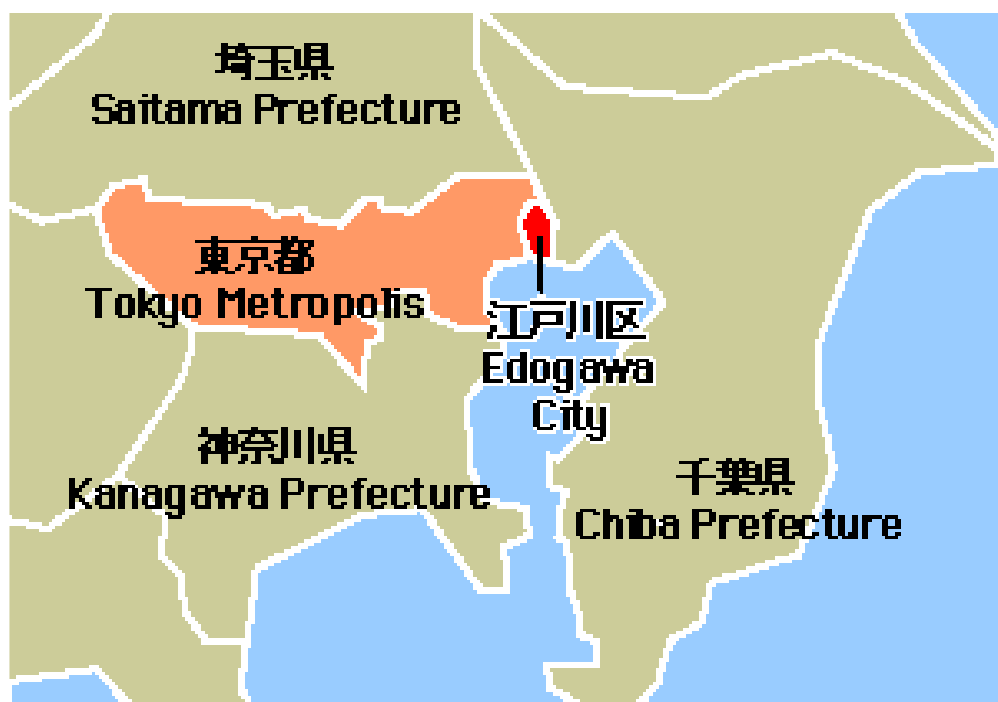 埼玉県
Saitama Prefecture
東京都
Tokyo Metropolis
江戸川区
Edogawa
City
神奈川県
Kanagawa Prefecture
千葉県
Chiba Prefecture